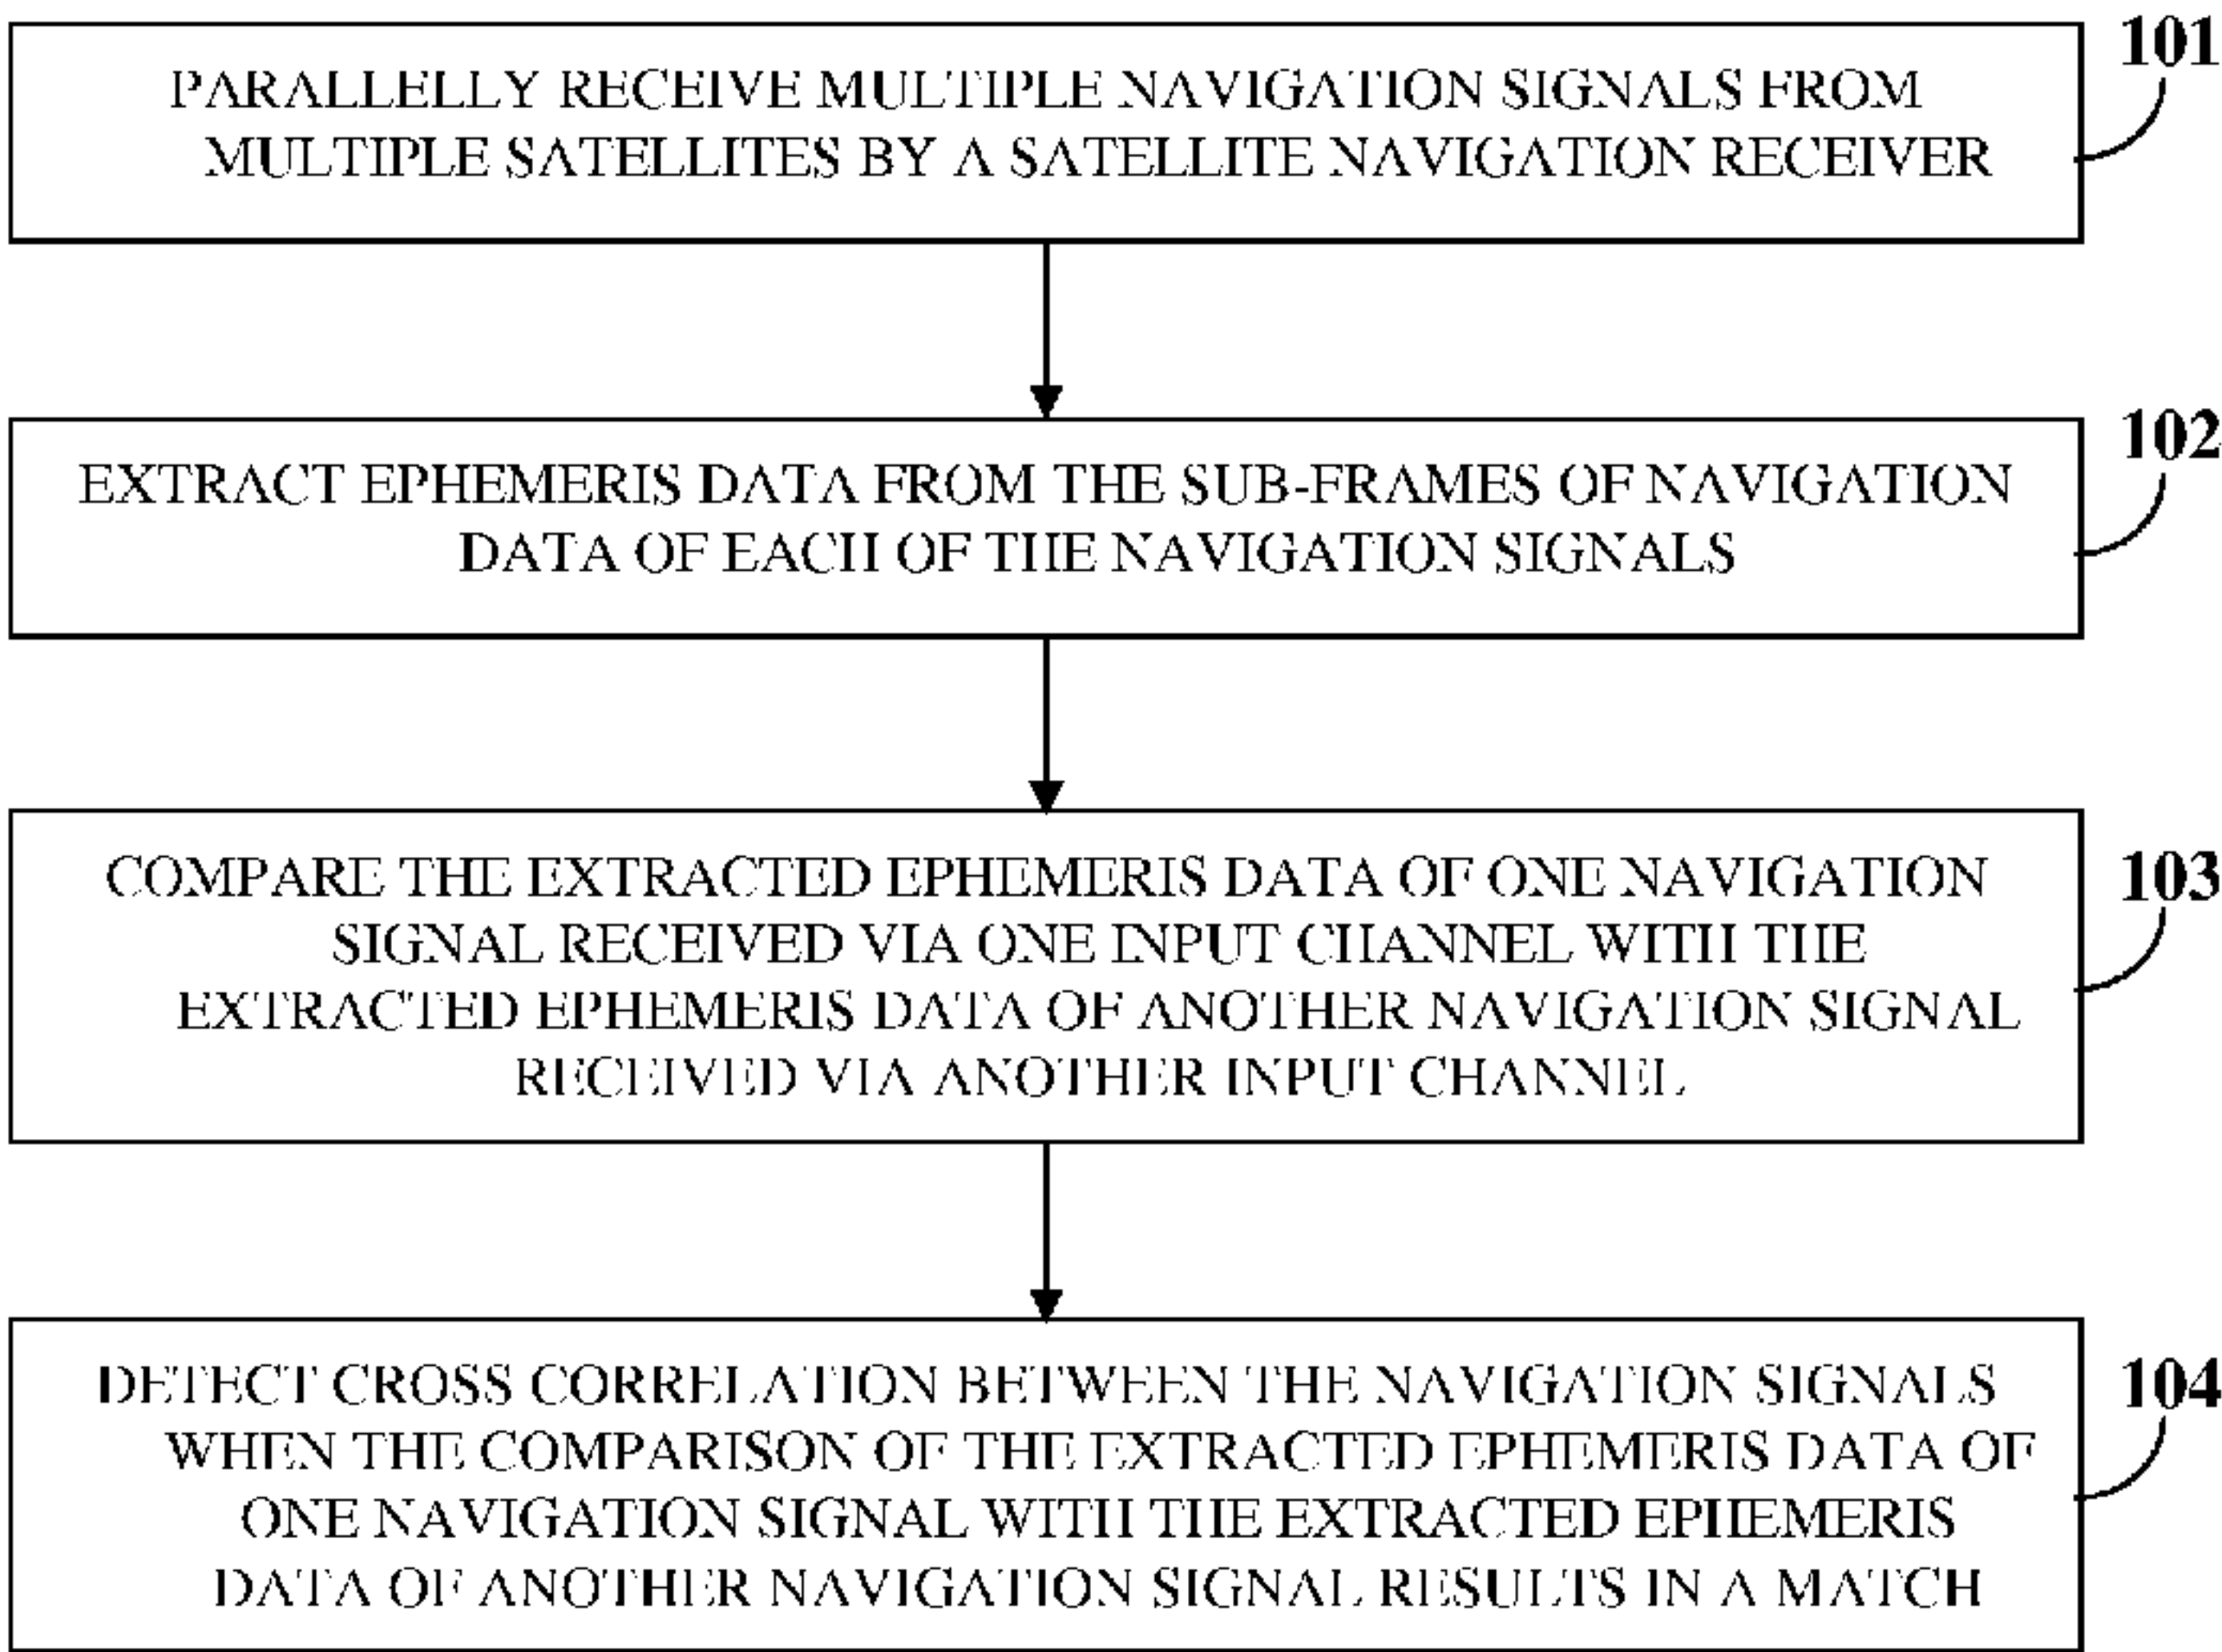 101
PARALLELLY RECEIVE MULTIPLE NAVIGATION SIGNALS FROM
MULTIPLE SATELLITES BY A SATELLITE NAVIGATION RECEIVER
102
EXTRACT EPHEMERIS DATA FROM THE SUB-FRAMES OF NAVIGATION
DATA OF EACH OF THE NAVIGATION SIGNALS
103
COMPARE THE EXTRACTED EPHEMERIS DATA OF ONE NAVIGATION
SIGNAL RECEIVED VIA ONE INPUT CHANNEL WITH THE
EXTRACTED EPHEMERIS DATA OF ANOTHER NAVIGATION SIGNAL
RECEIVED VIA ANOTHER INPUT CHANNEL
104
DETECT CROSS CORRELATION BETWEEN THE NAVIGATION SIGNALS
WHEN THE COMPARISON OF THE EXTRACTED EPHEMERIS DATA OF
ONE NAVIGATION SIGNAL WITH THE EXTRACTED EPHEMERIS
DATA OF ANOTHER NAVIGATION SIGNAL RESULTS IN A MATCH